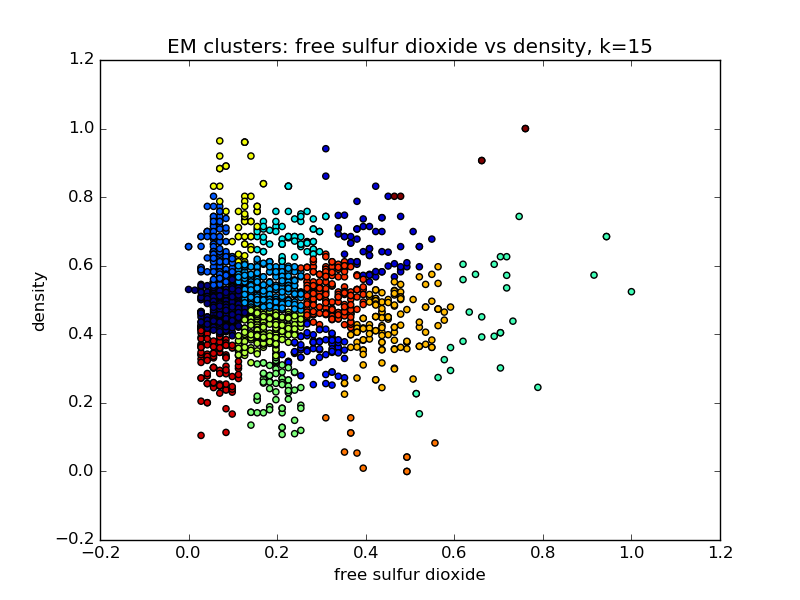 EM clusters: free sulfur dioxide vs density, k=15
1.2
1.0
0.8
0.6
0.4
0.2
0.0
−0.2
density
−0.2 0.0 0.2 0.4 0.6 0.8 1.0 1.2
free sulfur dioxide